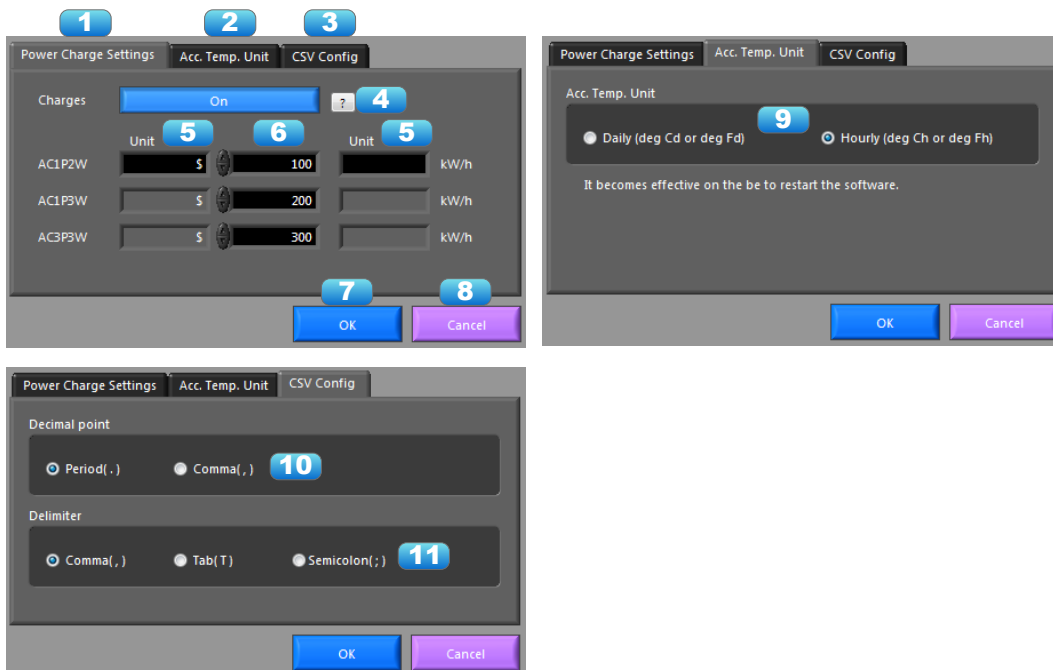 1 2 3
Power Charge Settings Acc. Temp. Unit CSV Config
Charges On ? 4
Unit 5 6 Unit 5
AC1P2W $ 100 kW/h
AC1P3W $ 200 kW/h
AC3P3W $ 300 kW/h
7 8
OK Cancel
Power Charge Settings Acc. Temp. Unit CSV Config
Acc. Temp. Unit
9
Daily (deg Cd or deg Fd) Hourly (deg Ch or deg Fh)
It becomes effective on the be to restart the software.
OK Cancel
Power Charge Settings Acc. Temp. Unit CSV Config
Decimal point
Period( . ) Comma( , ) 10
Delimiter
Comma( , ) Tab( T ) Semicolon( ; ) 11
OK Cancel